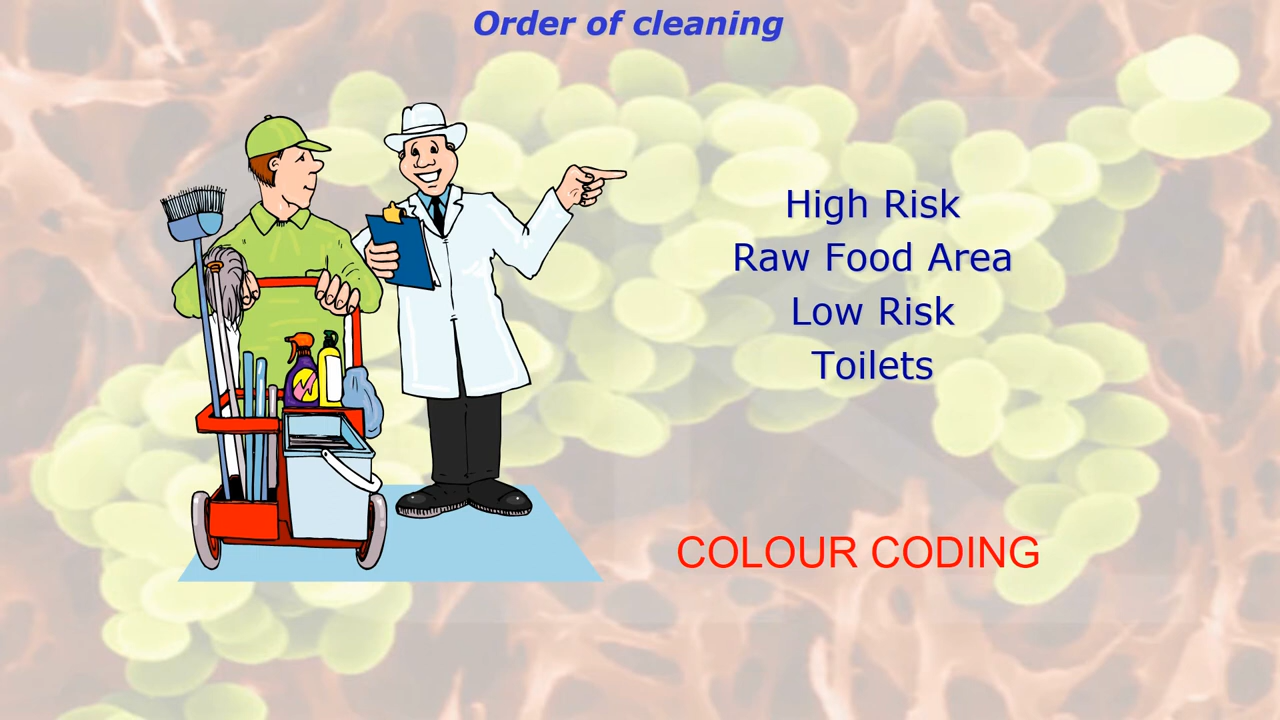 Order of cleaning
High Risk
Raw Food Area
Low Risk
Toilets
COLOUR CODING